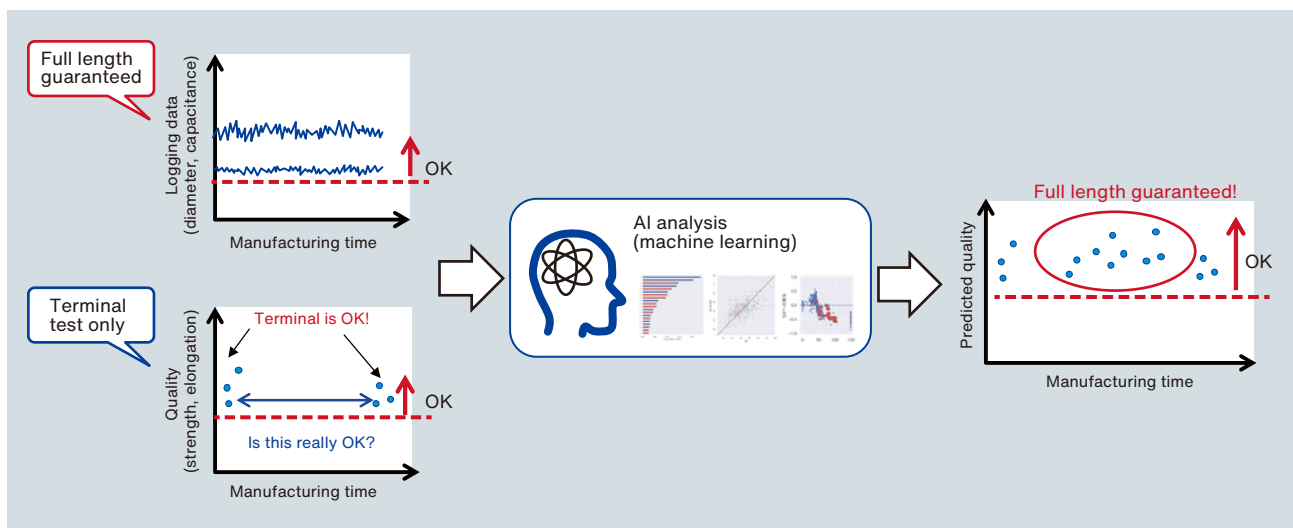 Full length
guaranteed
Logging data
(diameter, capacitance)
OK
Manufacturing time
Terminal
test only
Quality
(strength, elongation)
Terminal is OK!
OK
Is this really OK?
Manufacturing time
AI analysis
(machine learning)
Full length guaranteed!
Predicted quality
OK
Manufacturing time